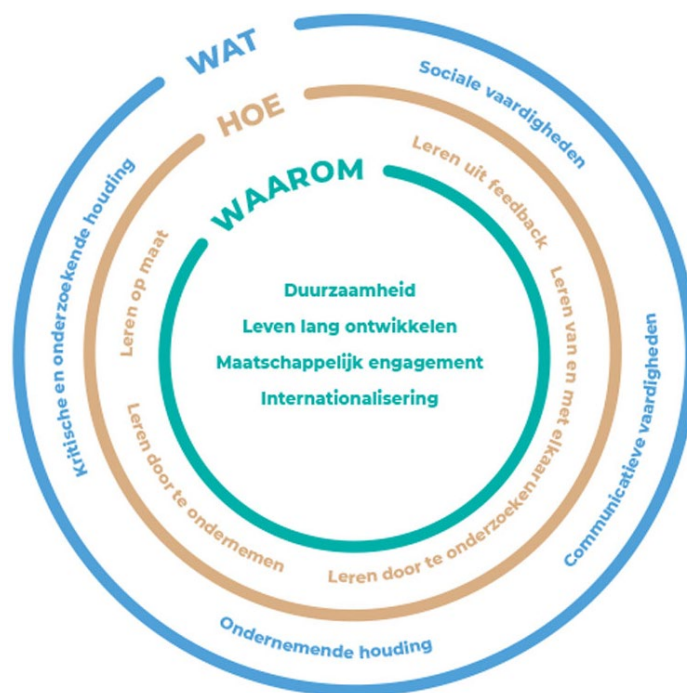 WAT
Sociale vaardigheden
Communicatieve vaardigheden
Ondernemende houding
Kritische en onderzoekende houding
HOE
Leren uit feedback
Leren van en met elkaar
Leren door te onderzoeken
Leren door te ondernemen
Leren op maat
WAAROM
Duurzaamheid
Leven lang ontwikkelen
Maatschappelijk engagement
Internationalisering